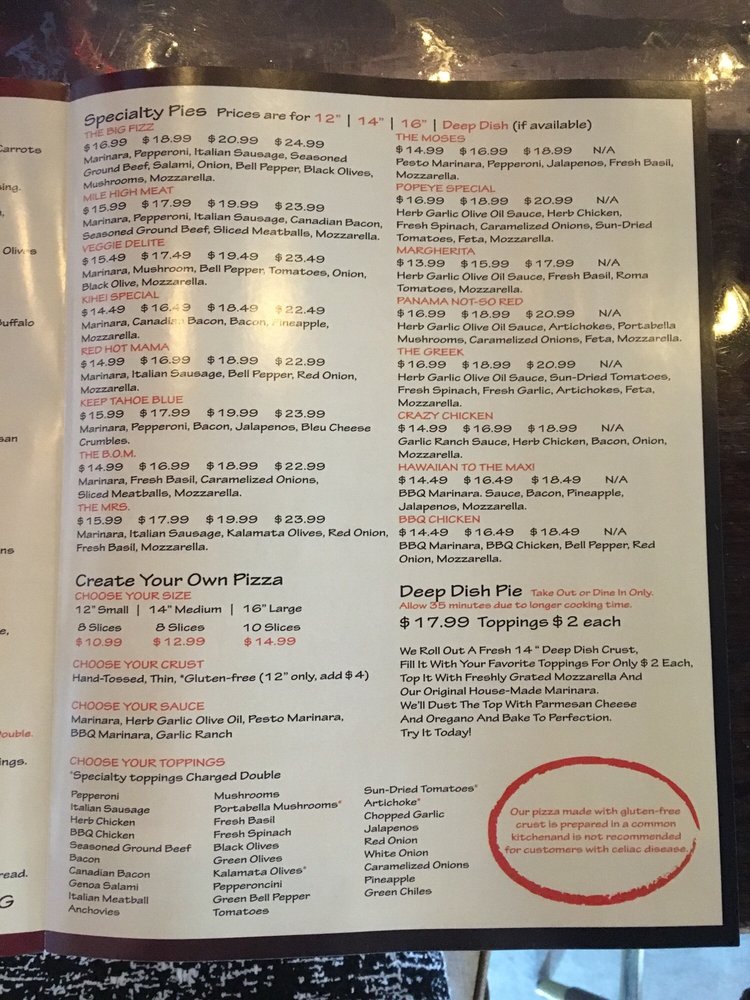 Carrots
sing.
Olives
Buffalo
san
ns
e,
Double.
ings.
read.
G
Specialty Pies Prices are for 12" | 14" | 16" | Deep Dish (if available)
THE BIG FIZZ
$16.99 $18.99 $20.99 $24.99
Marinara, Pepperoni, Italian Sausage, Seasoned
Ground Beef, Salami, Onion, Bell Pepper, Black Olives,
Mushrooms, Mozzarella.
MILE HIGH MEAT
$15.99 $17.99 $19.99 $23.99
Marinara, Pepperoni, Italian Sausage, Canadian Bacon,
Seasoned Ground Beef, Sliced Meatballs, Mozzarella.
VEGGIE DELITE
$15.49 $17.49 $19.49 $23.49
Marinara, Mushroom, Bell Pepper, Tomatoes, Onion,
Black Olive, Mozzarella.
KIHEI SPECIAL
$14.49 $16.49 $18.49 $22.49
Marinara, Canadian Bacon, Bacon, Pineapple,
Mozzarella.
RED HOT MAMA
$14.99 $16.99 $18.99 $22.99
Marinara, Italian Sausage, Bell Pepper, Red Onion,
Mozzarella.
KEEP TAHOE BLUE
$15.99 $17.99 $19.99 $23.99
Marinara, Pepperoni, Bacon, Jalapenos, Bleu Cheese
Crumbles.
THE B.O.M.
$14.99 $16.99 $18.99 $22.99
Marinara, Fresh Basil, Caramelized Onions,
Sliced Meatballs, Mozzarella.
THE MRS.
$15.99 $17.99 $19.99 $23.99
Marinara, Italian Sausage, Kalamata Olives, Red Onion,
Fresh Basil, Mozzarella.
THE MOSES
$14.99 $16.99 $18.99 N/A
Pesto Marinara, Pepperoni, Jalapenos, Fresh Basil,
Mozzarella.
POPEYE SPECIAL
$16.99 $18.99 $20.99 N/A
Herb Garlic Olive Oil Sauce, Herb Chicken,
Fresh Spinach, Caramelized Onions, Sun-Dried
Tomatoes, Feta, Mozzarella.
MARGHERITA
$13.99 $15.99 $17.99 N/A
Herb Garlic Olive Oil Sauce, Fresh Basil, Roma
Tomatoes, Mozzarella.
PANAMA NOT-SO RED
$16.99 $18.99 $20.99 N/A
Herb Garlic Olive Oil Sauce, Artichokes, Portabella
Mushrooms, Caramelized Onions, Feta, Mozzarella.
THE GREEK
$16.99 $18.99 $20.99 N/A
Herb Garlic Olive Oil Sauce, Sun-Dried Tomatoes,
Fresh Spinach, Fresh Garlic, Artichokes, Feta,
Mozzarella.
CRAZY CHICKEN
$14.99 $16.99 $18.99 N/A
Garlic Ranch Sauce, Herb Chicken, Bacon, Onion,
Mozzarella.
HAWAIIAN TO THE MAXI
$14.49 $16.49 $18.49 N/A
BBQ Marinara. Sauce, Bacon, Pineapple,
Jalapenos, Mozzarella.
BBQ CHICKEN
$14.49 $16.49 $18.49 N/A
BBQ Marinara, BBQ Chicken, Bell Pepper, Red
Onion, Mozzarella.
Create Your Own Pizza
CHOOSE YOUR SIZE
12" Small | 14" Medium | 16" Large
8 Slices 8 Slices 10 Slices
$10.99 $12.99 $14.99
CHOOSE YOUR CRUST
Hand-Tossed, Thin, *Gluten-free (12" only, add $4)
CHOOSE YOUR SAUCE
Marinara, Herb Garlic Olive Oil, Pesto Marinara,
BBQ Marinara, Garlic Ranch
Deep Dish Pie Take Out or Dine In Only.
Allow 35 minutes due to longer cooking time.
$17.99 Toppings $2 each
We Roll Out A Fresh 14" Deep Dish Crust,
Fill It With Your Favorite Toppings For Only $2 Each,
Top It With Freshly Grated Mozzarella And
Our Original House-Made Marinara.
We'll Dust The Top With Parmesan Cheese
And Oregano And Bake To Perfection.
Try It Today!
CHOOSE YOUR TOPPINGS
*Specialty toppings Charged Double
Pepperoni
Italian Sausage
Herb Chicken
BBQ Chicken
Seasoned Ground Beef
Bacon
Canadian Bacon
Genoa Salami
Italian Meatball
Anchovies
Mushrooms
Portabella Mushrooms*
Fresh Basil
Fresh Spinach
Black Olives
Green Olives
Kalamata Olives*
Pepperoncini
Green Bell Pepper
Tomatoes
Sun-Dried Tomatoes*
Artichoke*
Chopped Garlic
Jalapenos
Red Onion
White Onion
Caramelized Onions
Pineapple
Green Chiles
Our pizza made with gluten-free
crust is prepared in a common
kitchenand is not recommended
for customers with celiac disease.